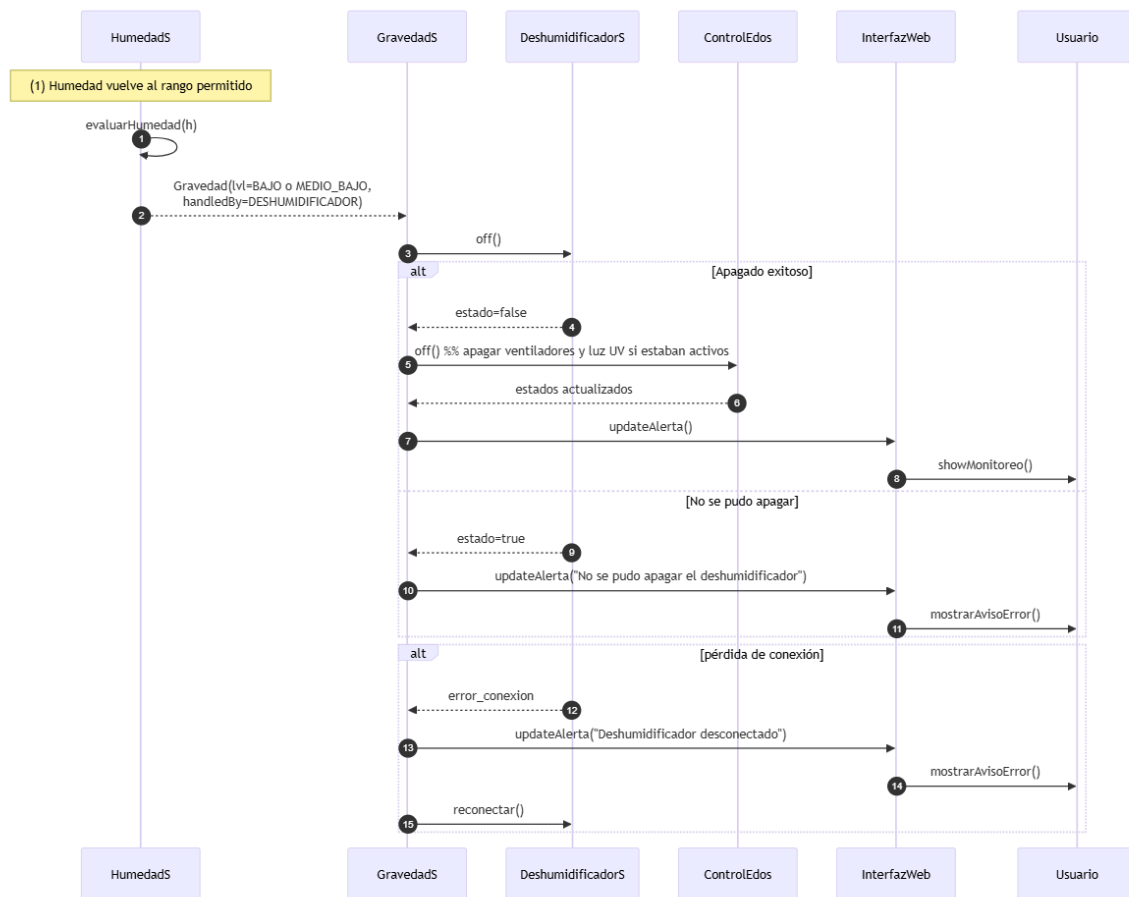 HumedadS
GravedadS
DeshumidificadorS
ControlEdos
InterfazWeb
Usuario
(1) Humedad vuelve al rango permitido
evaluarHumedad(h)
1
Gravedad(lvl=BAJO o MEDIO_BAJO,
handledBy=DESHUMIDIFICADOR)
2
off()
3
alt
[Apagado exitoso]
estado=false
4
off() %% apagar ventiladores y luz UV si estaban activos
5
estados actualizados
6
updateAlerta()
7
showMonitoreo()
8
[No se pudo apagar]
estado=true
9
updateAlerta("No se pudo apagar el deshumidificador")
10
mostrarAvisoError()
11
alt
[pérdida de conexión]
error_conexion
12
updateAlerta("Deshumidificador desconectado")
13
mostrarAvisoError()
14
reconectar()
15
HumedadS
GravedadS
DeshumidificadorS
ControlEdos
InterfazWeb
Usuario